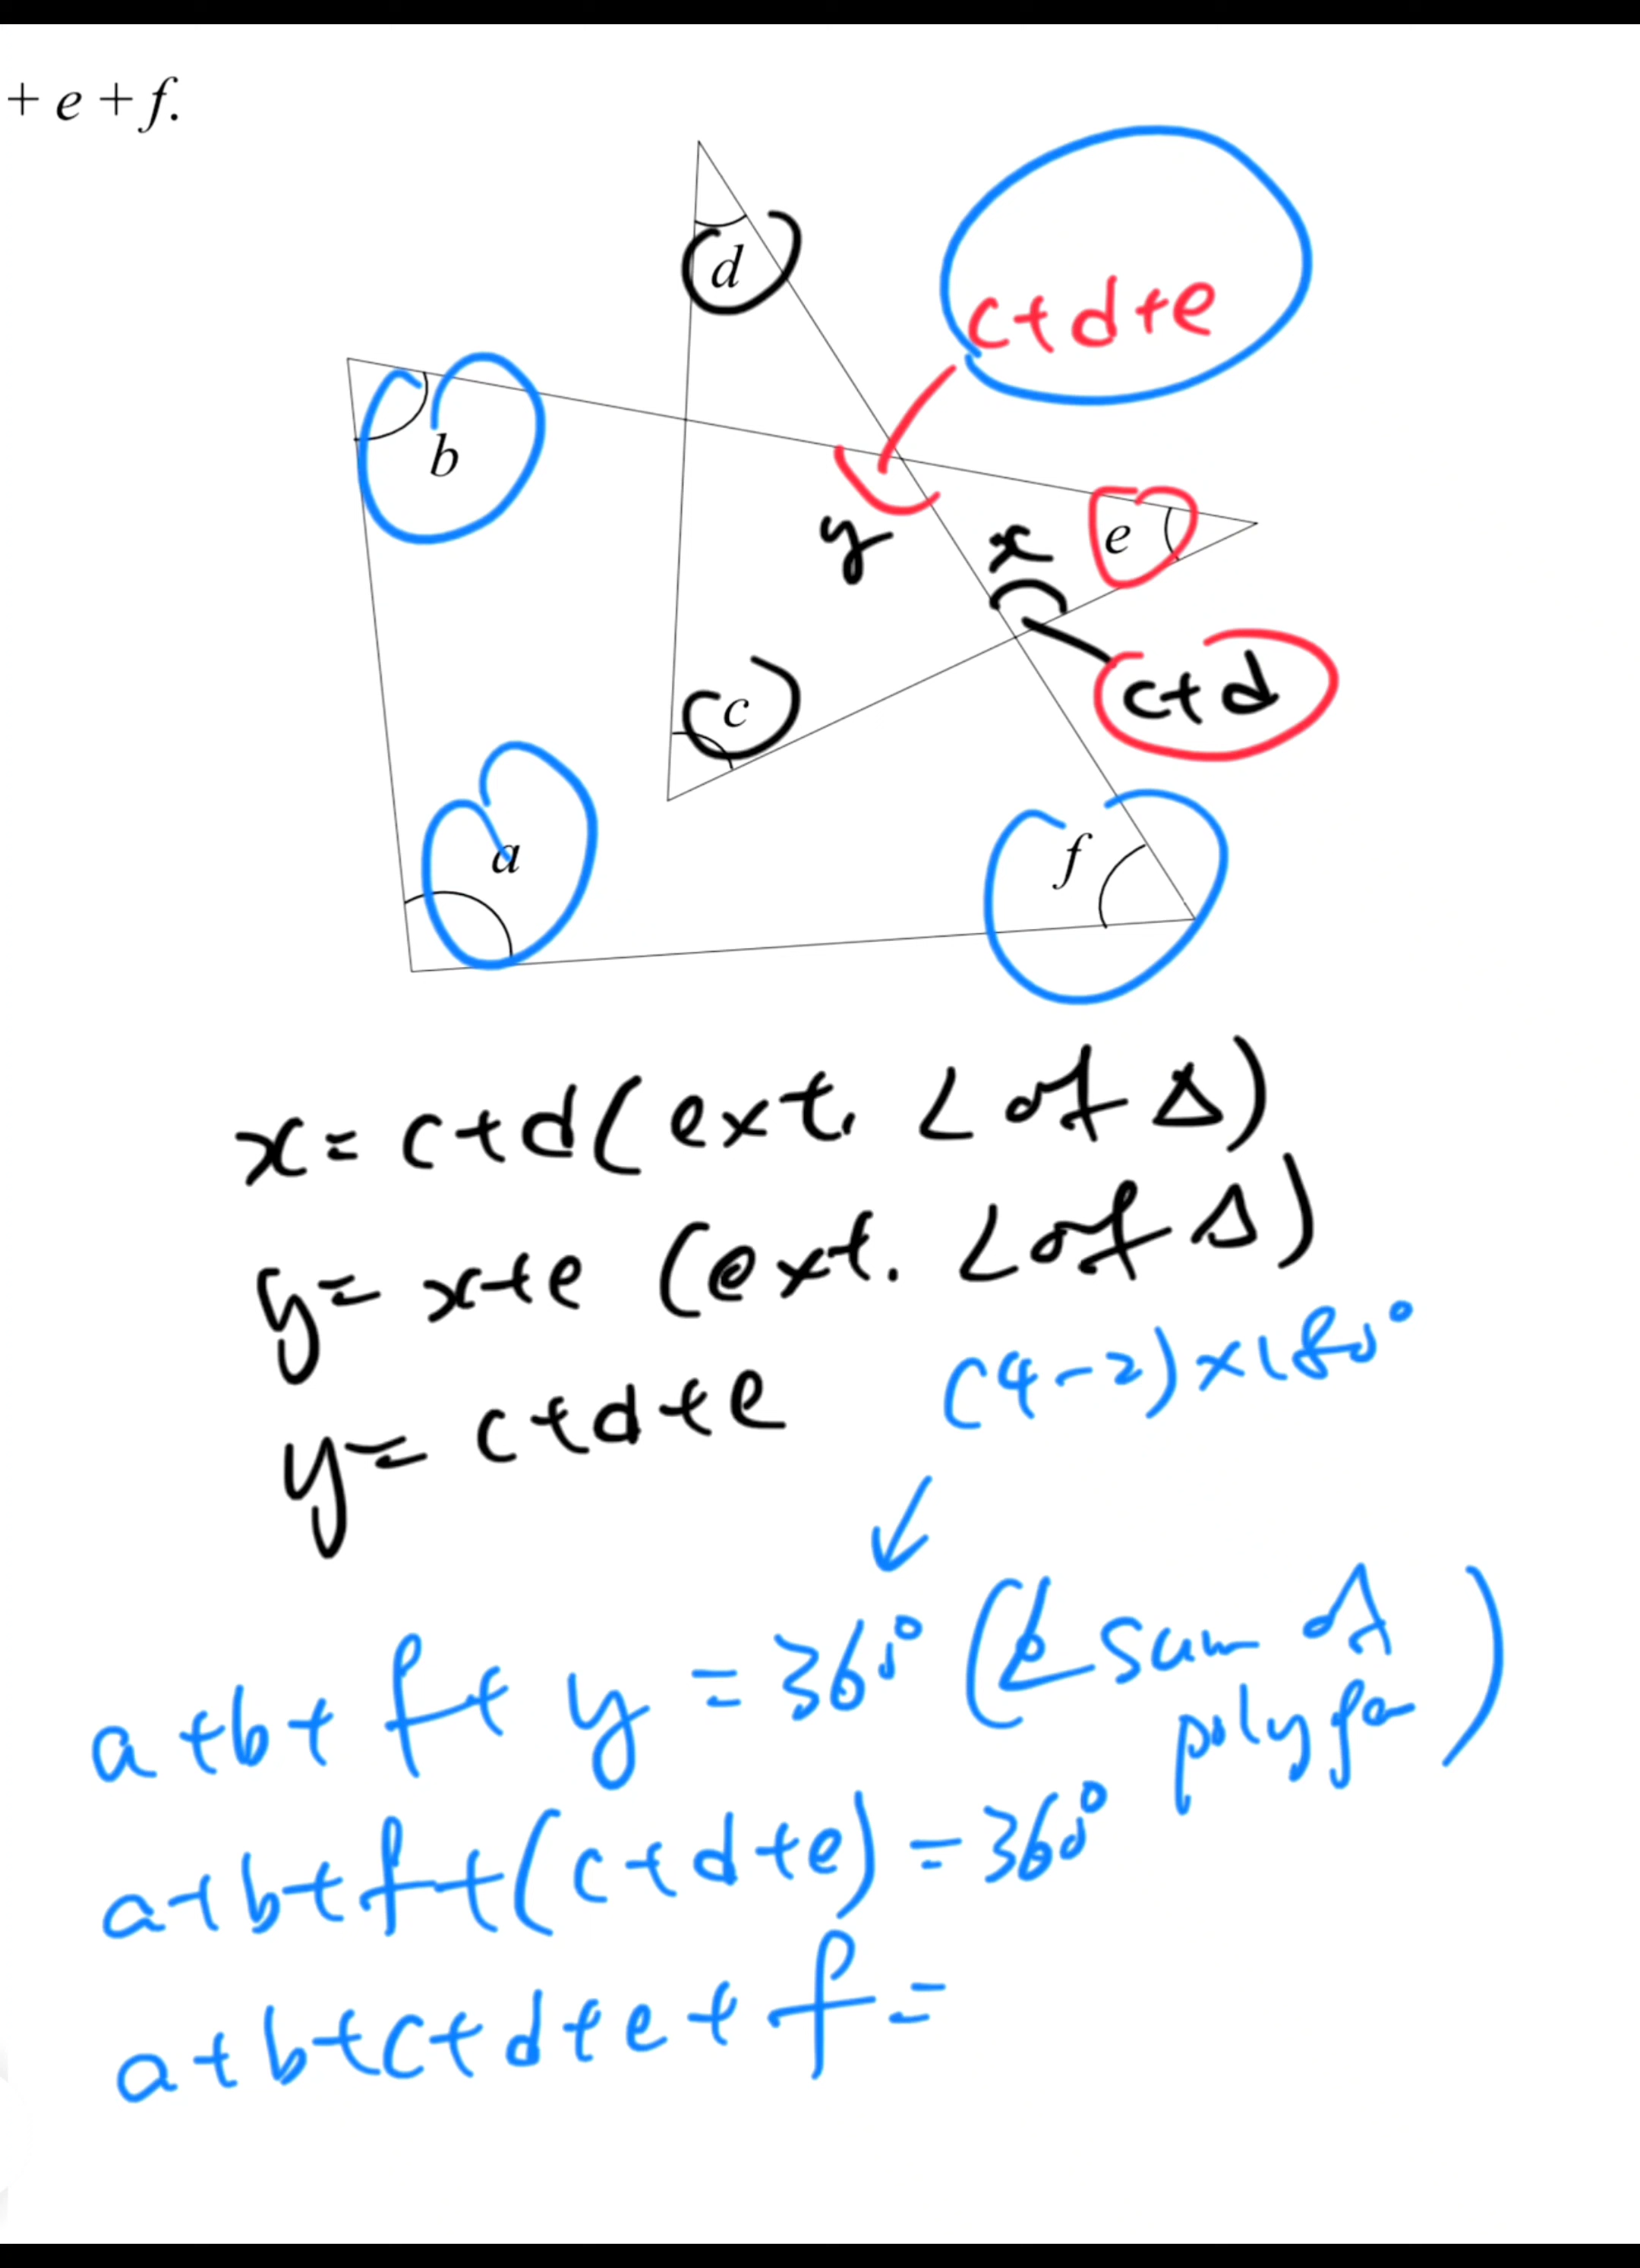 + e + f.
d
c+d+e
b
e
y
x
c+d
c
a
f
x = c+d (ext. ∠ of Δ)
y = x+e (ext. ∠ of Δ)
(4-2)×180°
y = c+d+e
↓
a+b+f+y = 360° (∠ sum of polygon)
a+b+f+(c+d+e) = 360°
a+b+c+d+e+f =